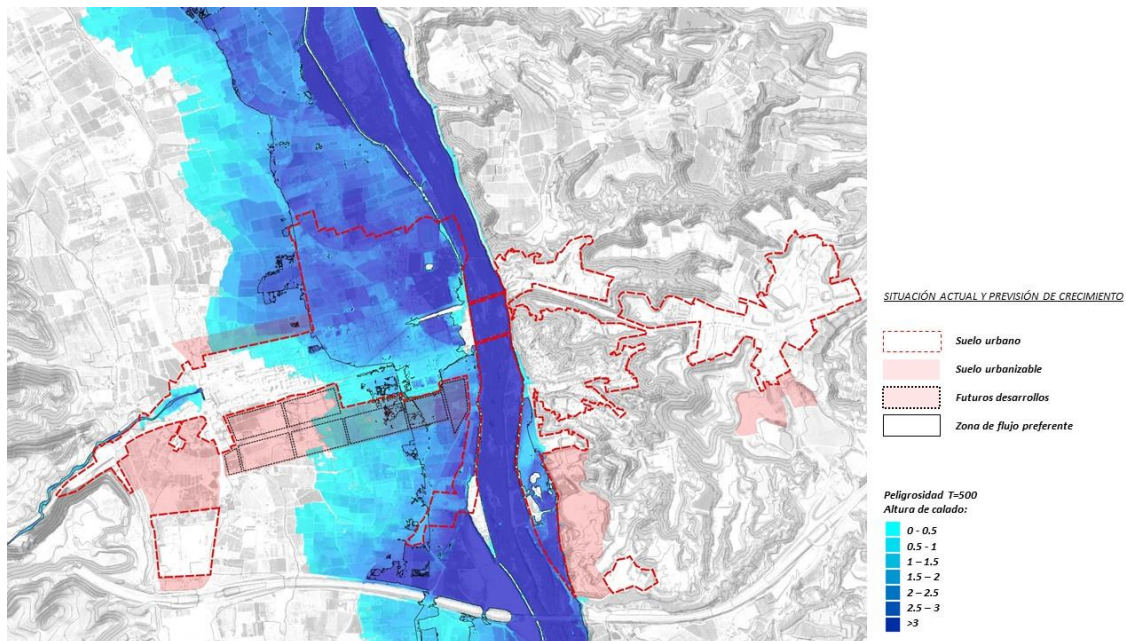 SITUACIÓN ACTUAL Y PREVISIÓN DE CRECIMIENTO
Suelo urbano
Suelo urbanizable
Futuros desarrollos
Zona de flujo preferente
Peligrosidad T=500
Altura de calado:
0 - 0.5
0.5 - 1
1 – 1.5
1.5 – 2
2 – 2.5
2.5 – 3
>3